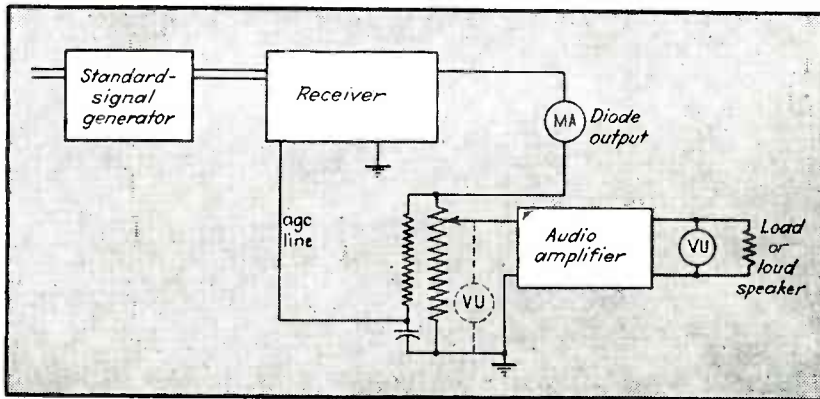 Standard-
signal
generator
Receiver
MA
Diode
output
agc
line
Audio
amplifier
VU
VU
Load
or
loud
speaker